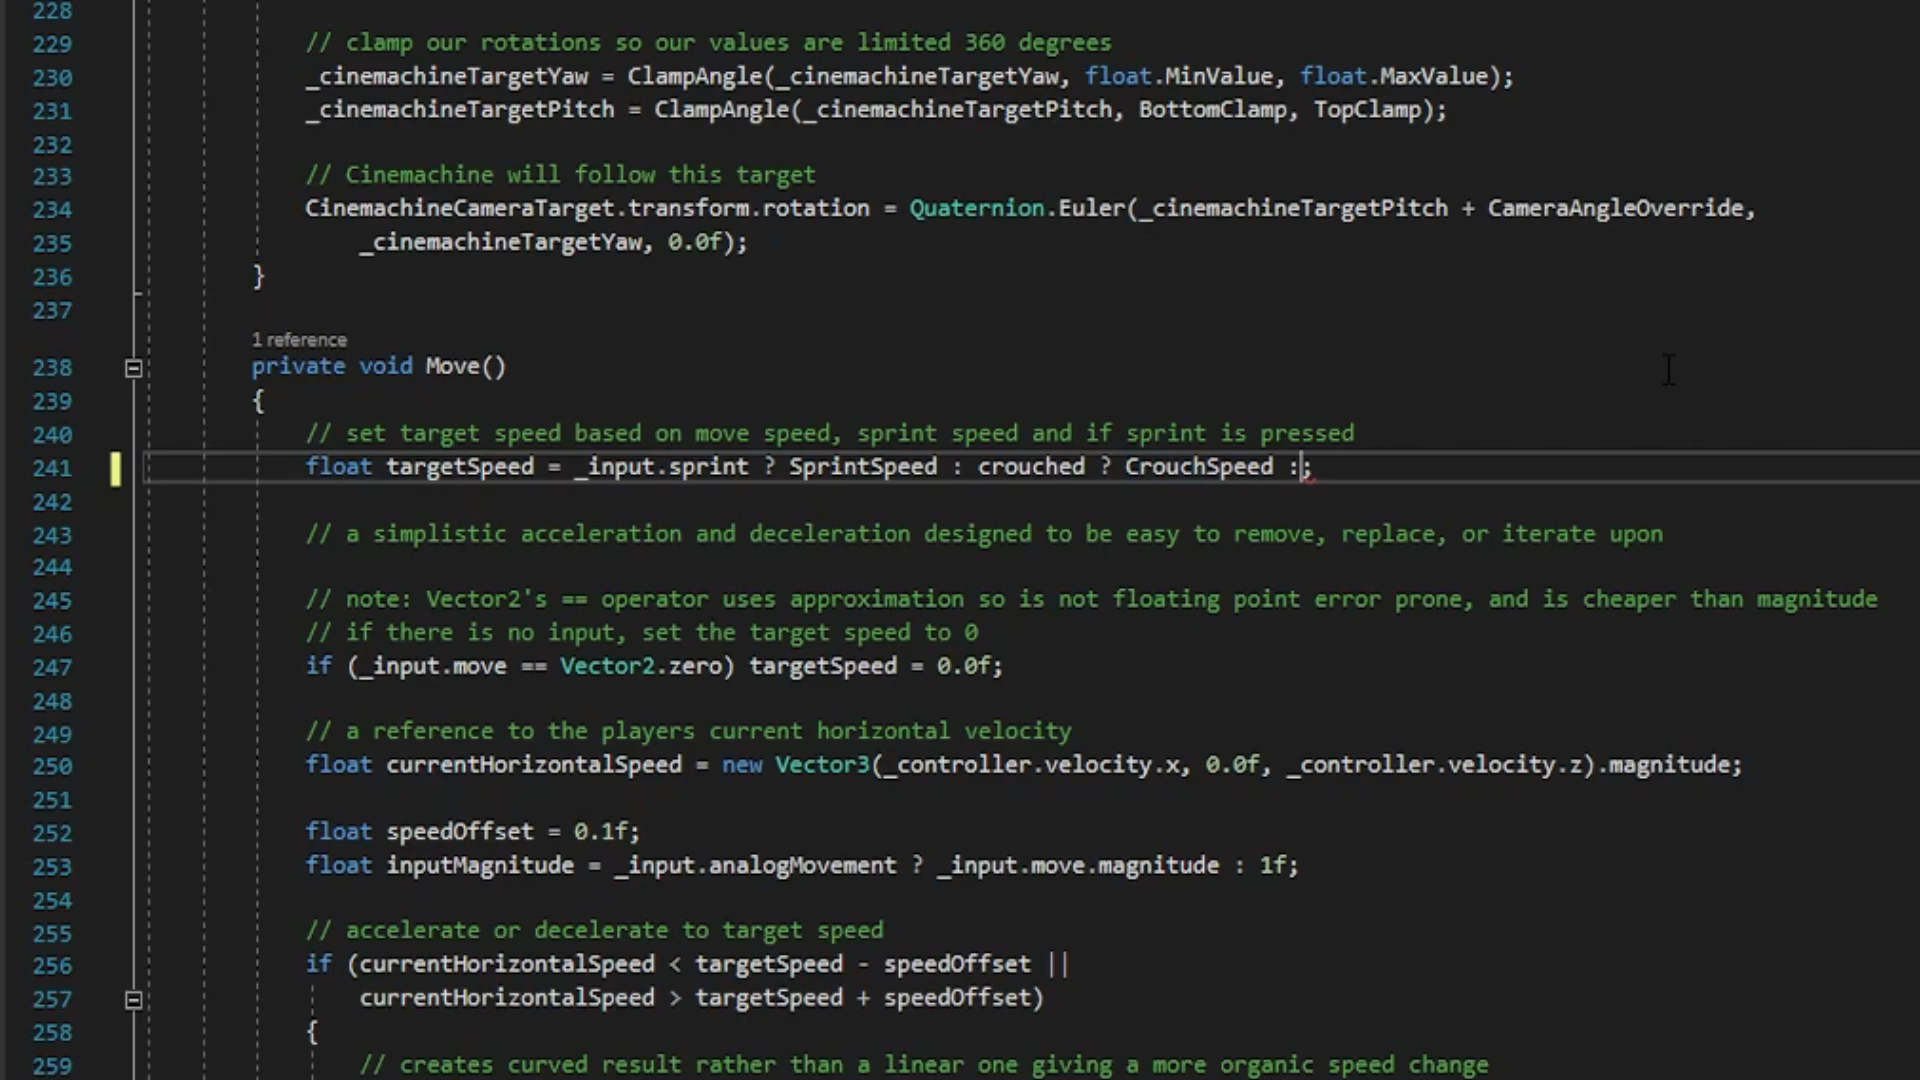 228
229 // clamp our rotations so our values are limited 360 degrees
230 _cinemachineTargetYaw = ClampAngle(_cinemachineTargetYaw, float.MinValue, float.MaxValue);
231 _cinemachineTargetPitch = ClampAngle(_cinemachineTargetPitch, BottomClamp, TopClamp);
232
233 // Cinemachine will follow this target
234 CinemachineCameraTarget.transform.rotation = Quaternion.Euler(_cinemachineTargetPitch + CameraAngleOverride,
235 _cinemachineTargetYaw, 0.0f);
236 }
237
1 reference
238 private void Move()
239 {
240 // set target speed based on move speed, sprint speed and if sprint is pressed
241 float targetSpeed = _input.sprint ? SprintSpeed : crouched ? CrouchSpeed :;
242
243 // a simplistic acceleration and deceleration designed to be easy to remove, replace, or iterate upon
244
245 // note: Vector2's == operator uses approximation so is not floating point error prone, and is cheaper than magnitude
246 // if there is no input, set the target speed to 0
247 if (_input.move == Vector2.zero) targetSpeed = 0.0f;
248
249 // a reference to the players current horizontal velocity
250 float currentHorizontalSpeed = new Vector3(_controller.velocity.x, 0.0f, _controller.velocity.z).magnitude;
251
252 float speedOffset = 0.1f;
253 float inputMagnitude = _input.analogMovement ? _input.move.magnitude : 1f;
254
255 // accelerate or decelerate to target speed
256 if (currentHorizontalSpeed < targetSpeed - speedOffset ||
257 currentHorizontalSpeed > targetSpeed + speedOffset)
258 {
259 // creates curved result rather than a linear one giving a more organic speed change